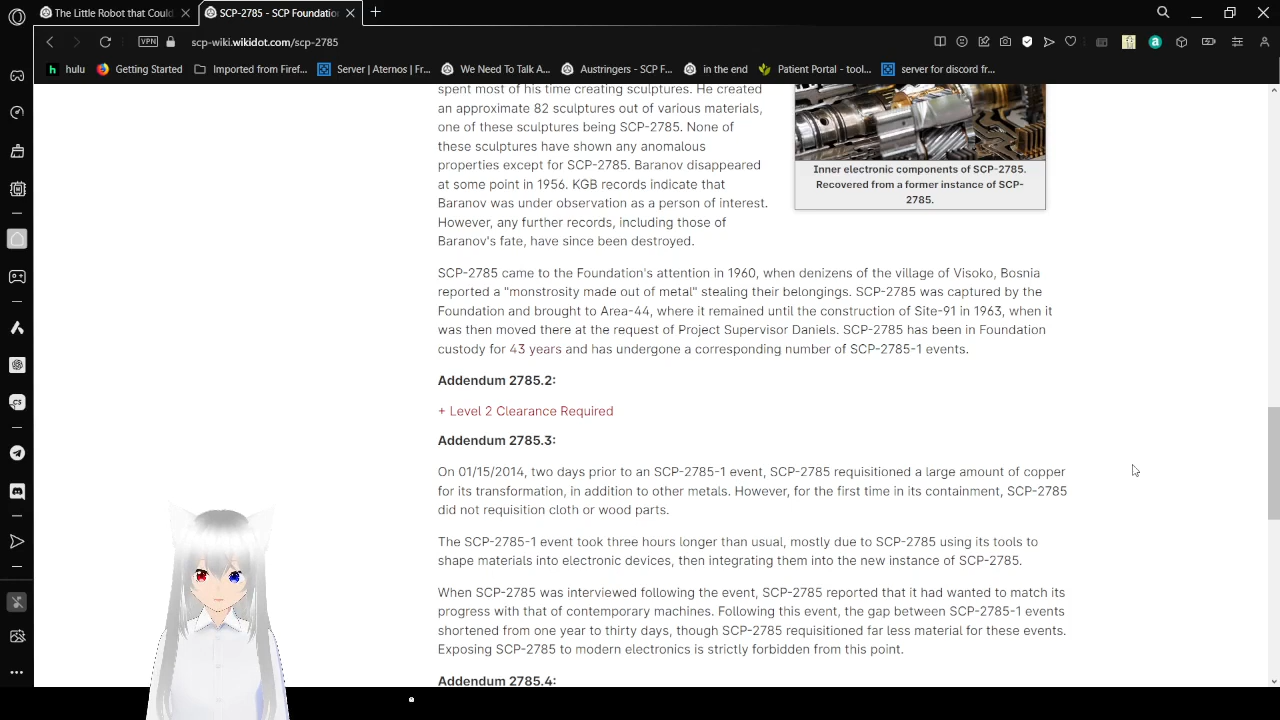 The Little Robot that Could
SCP-2785 - SCP Foundation
VPN
scp-wiki.wikidot.com/scp-2785
hulu
Getting Started
Imported from Firef...
Server | Aternos | Fr...
We Need To Talk A...
Austringers - SCP F...
in the end
Patient Portal - tool...
server for discord fr...
spent most of his time creating sculptures. He created
an approximate 82 sculptures out of various materials,
one of these sculptures being SCP-2785. None of
these sculptures have shown any anomalous
properties except for SCP-2785. Baranov disappeared
at some point in 1956. KGB records indicate that
Baranov was under observation as a person of interest.
However, any further records, including those of
Baranov's fate, have since been destroyed.
Inner electronic components of SCP-2785.
Recovered from a former instance of SCP-
2785.
SCP-2785 came to the Foundation's attention in 1960, when denizens of the village of Visoko, Bosnia
reported a "monstrosity made out of metal" stealing their belongings. SCP-2785 was captured by the
Foundation and brought to Area-44, where it remained until the construction of Site-91 in 1963, when it
was then moved there at the request of Project Supervisor Daniels. SCP-2785 has been in Foundation
custody for 43 years and has undergone a corresponding number of SCP-2785-1 events.
Addendum 2785.2:
+ Level 2 Clearance Required
Addendum 2785.3:
On 01/15/2014, two days prior to an SCP-2785-1 event, SCP-2785 requisitioned a large amount of copper
for its transformation, in addition to other metals. However, for the first time in its containment, SCP-2785
did not requisition cloth or wood parts.
The SCP-2785-1 event took three hours longer than usual, mostly due to SCP-2785 using its tools to
shape materials into electronic devices, then integrating them into the new instance of SCP-2785.
When SCP-2785 was interviewed following the event, SCP-2785 reported that it had wanted to match its
progress with that of contemporary machines. Following this event, the gap between SCP-2785-1 events
shortened from one year to thirty days, though SCP-2785 requisitioned far less material for these events.
Exposing SCP-2785 to modern electronics is strictly forbidden from this point.
Addendum 2785.4: